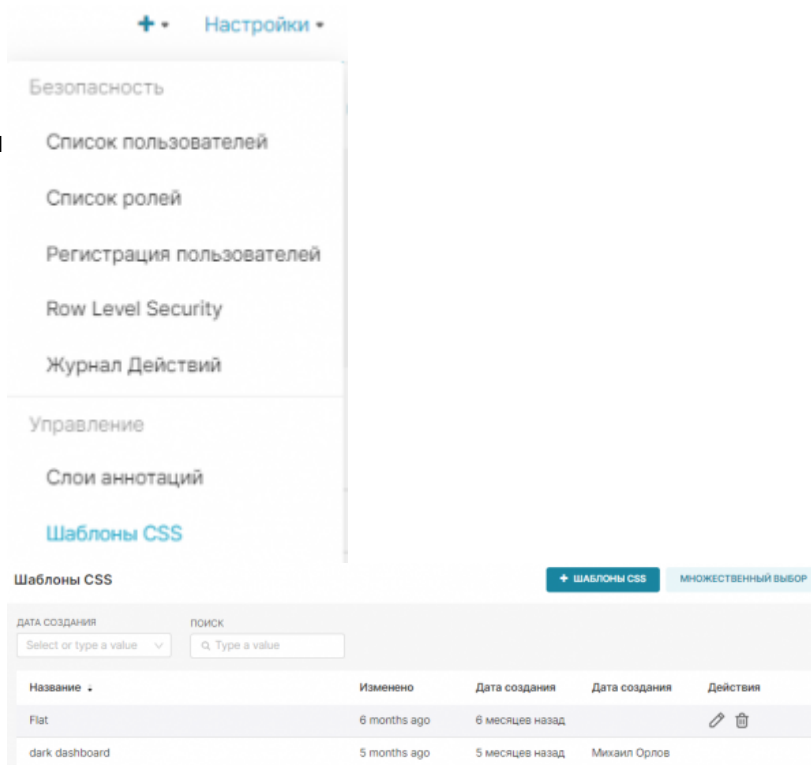 + Настройки
Безопасность
Список пользователей
Список ролей
Регистрация пользователей
Row Level Security
Журнал Действий
Управление
Слои аннотаций
Шаблоны CSS
Шаблоны CSS + ШАБЛОНЫ CSS МНОЖЕСТВЕННЫЙ ВЫБОР
ДАТА СОЗДАНИЯ ПОИСК
Select or type a value Type a value
Название Изменено Дата создания Дата создания Действия
Flat 6 months ago 6 месяцев назад
dark dashboard 5 months ago 5 месяцев назад Михаил Орлов